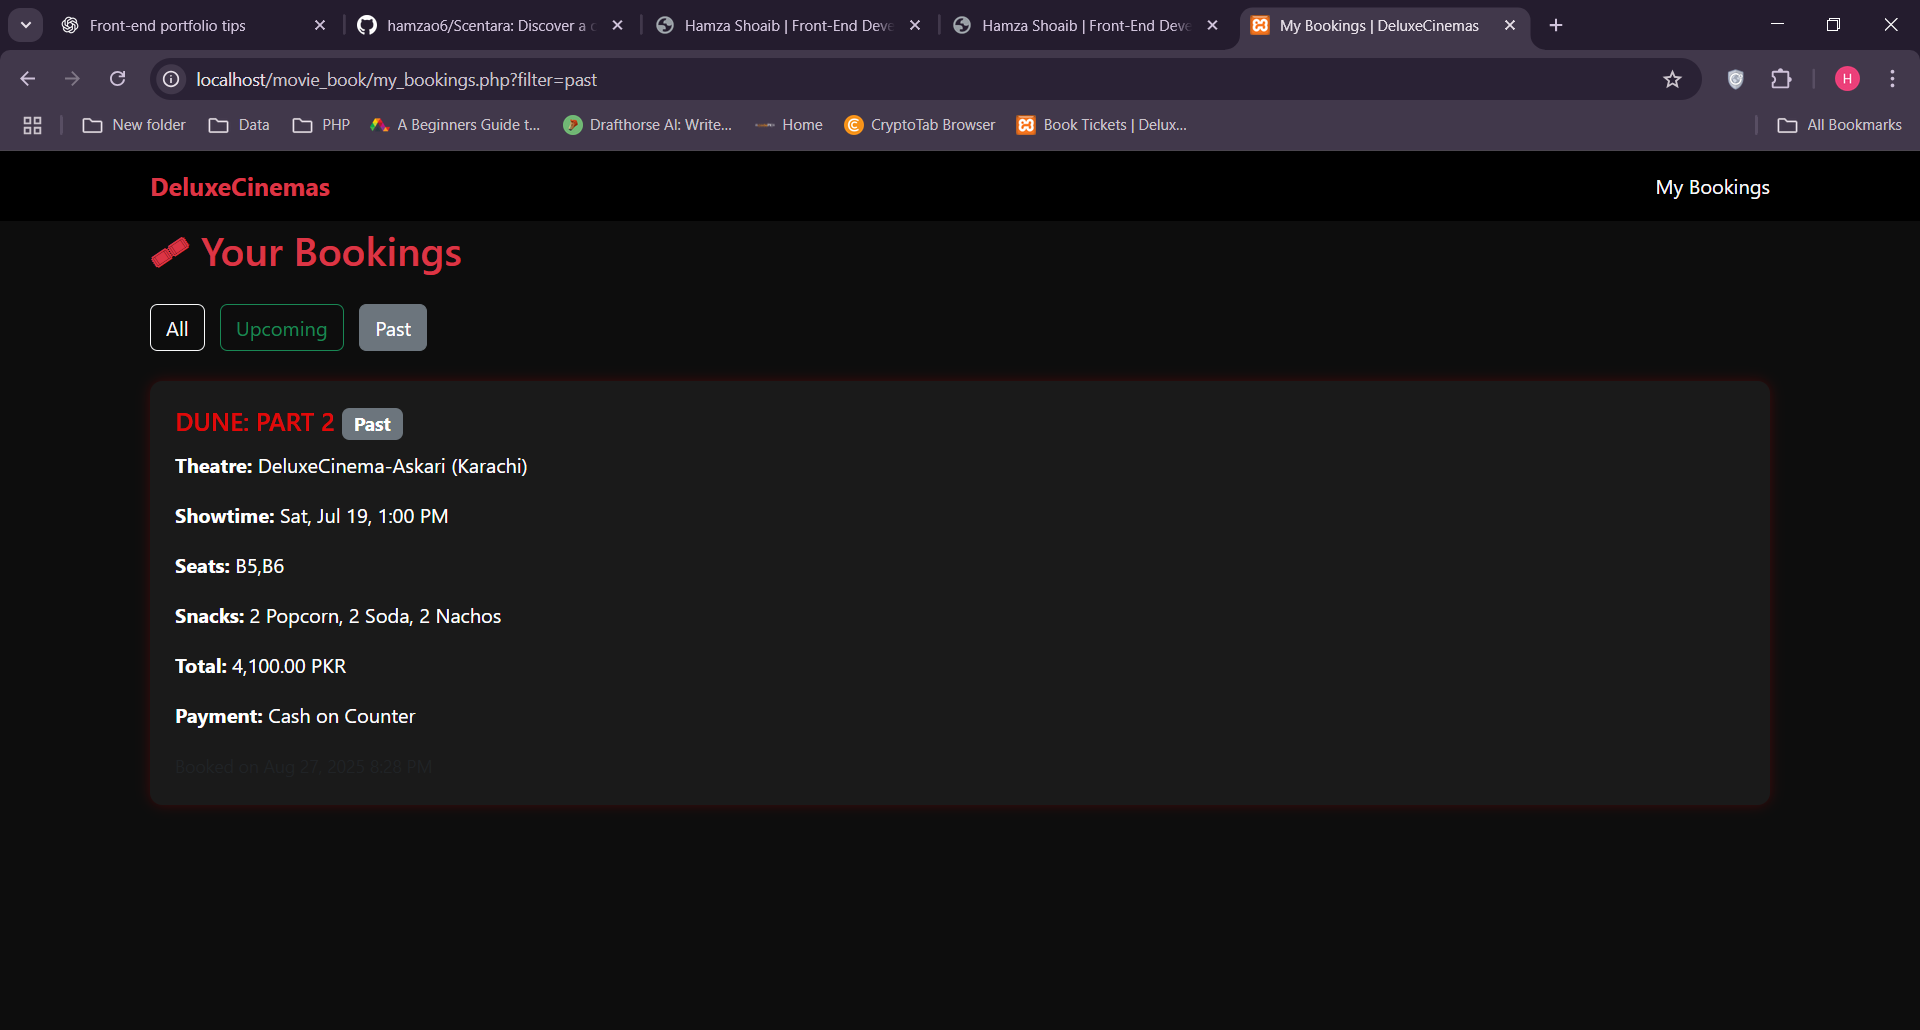 Front-end portfolio tips
hamzao6/Scentara: Discover a c
Hamza Shoaib | Front-End Deve
Hamza Shoaib | Front-End Deve
My Bookings | DeluxeCinemas
localhost/movie_book/my_bookings.php?filter=past
H
New folder
Data
PHP
A Beginners Guide t...
Drafthorse AI: Write...
Home
CryptoTab Browser
Book Tickets | Delux...
All Bookmarks
DeluxeCinemas
My Bookings
Your Bookings
All
Upcoming
Past
DUNE: PART 2 Past
Theatre: DeluxeCinema-Askari (Karachi)
Showtime: Sat, Jul 19, 1:00 PM
Seats: B5,B6
Snacks: 2 Popcorn, 2 Soda, 2 Nachos
Total: 4,100.00 PKR
Payment: Cash on Counter
Booked on Aug 27, 2025 8:28 PM